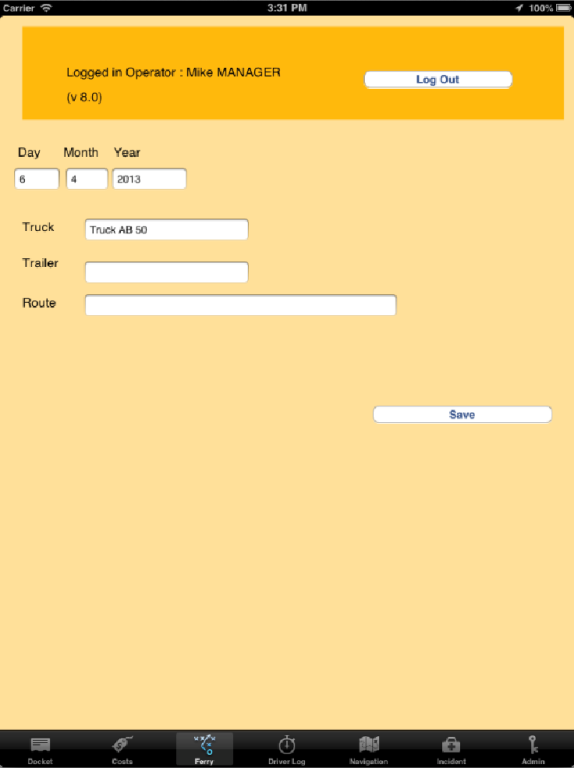 Carrier 3:31 PM 100%
Logged in Operator : Mike MANAGER
Log Out
(v 8.0)
Day Month Year
6 4 2013
Truck Truck AB 50
Trailer
Route
Save
Docket Costs Ferry Driver Log Navigation Incident Admin